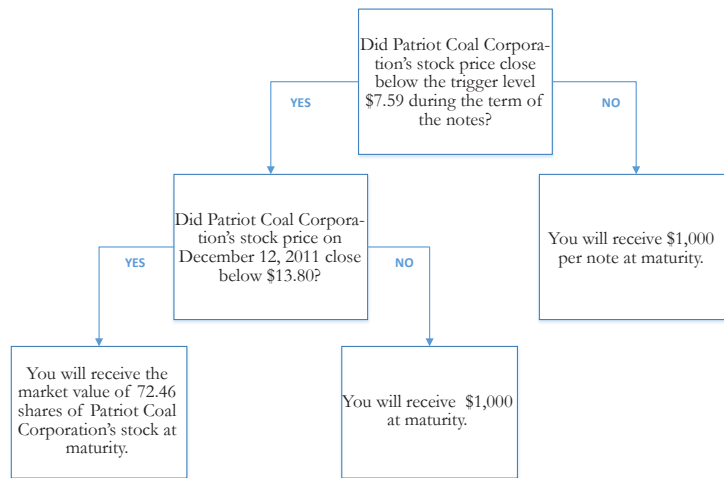 Did Patriot Coal Corpora-
tion's stock price close
below the trigger level
$7.59 during the term of
the notes?
YES
NO
Did Patriot Coal Corpora-
tion's stock price on
December 12, 2011 close
below $13.80?
You will receive $1,000
per note at maturity.
YES
NO
You will receive the
market value of 72.46
shares of Patriot Coal
Corporation's stock at
maturity.
You will receive $1,000
at maturity.